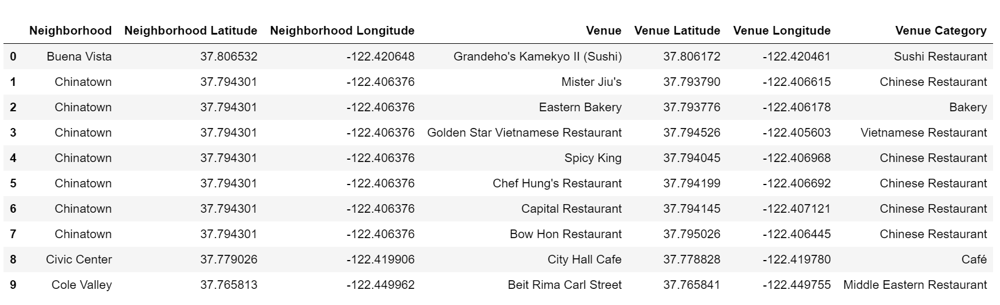 Neighborhood Neighborhood Latitude Neighborhood Longitude Venue Venue Latitude Venue Longitude Venue Category
0 Buena Vista 37.806532 -122.420648 Grandeho's Kamekyo II (Sushi) 37.806172 -122.420461 Sushi Restaurant
1 Chinatown 37.794301 -122.406376 Mister Jiu's 37.793790 -122.406615 Chinese Restaurant
2 Chinatown 37.794301 -122.406376 Eastern Bakery 37.793776 -122.406178 Bakery
3 Chinatown 37.794301 -122.406376 Golden Star Vietnamese Restaurant 37.794526 -122.405603 Vietnamese Restaurant
4 Chinatown 37.794301 -122.406376 Spicy King 37.794045 -122.406968 Chinese Restaurant
5 Chinatown 37.794301 -122.406376 Chef Hung's Restaurant 37.794199 -122.406692 Chinese Restaurant
6 Chinatown 37.794301 -122.406376 Capital Restaurant 37.794145 -122.407121 Chinese Restaurant
7 Chinatown 37.794301 -122.406376 Bow Hon Restaurant 37.795026 -122.406445 Chinese Restaurant
8 Civic Center 37.779026 -122.419906 City Hall Cafe 37.778828 -122.419780 Café
9 Cole Valley 37.765813 -122.449962 Beit Rima Carl Street 37.765841 -122.449755 Middle Eastern Restaurant